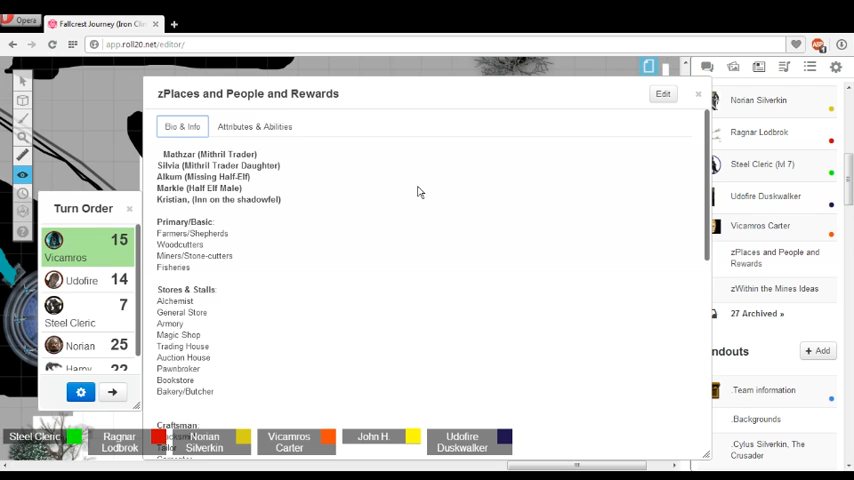 Opera
Fallcrest Journey (Iron Cli
app.roll20.net/editor/
zPlaces and People and Rewards
Edit
Bio & Info
Attributes & Abilities
Mathzar (Mithril Trader)
Silvia (Mithril Trader Daughter)
Alkum (Missing Half-Elf)
Markle (Half Elf Male)
Kristian, (Inn on the shadowfel)
Primary/Basic:
Farmers/Shepherds
Woodcutters
Miners/Stone-cutters
Fisheries
Stores & Stalls:
Alchemist
General Store
Armory
Magic Shop
Trading House
Auction House
Pawnbroker
Bookstore
Bakery/Butcher
Craftsman:
Tailor
Turn Order
15
Vicamros
Udofire 14
7
Steel Cleric
Norian 25
Hamy 22
Steel Cleric
Ragnar
Lodbrok
Norian
Silverkin
Vicamros
Carter
John H.
Udofire
Duskwalker
Norian Silverkin
Ragnar Lodbrok
Steel Cleric (lvl 7)
Udofire Duskwalker
Vicamros Carter
zPlaces and People and
Rewards
zWithin the Mines Ideas
27 Archived »
ndouts
+ Add
.Team information
.Backgrounds
.Cylus Silverkin, The
Crusader